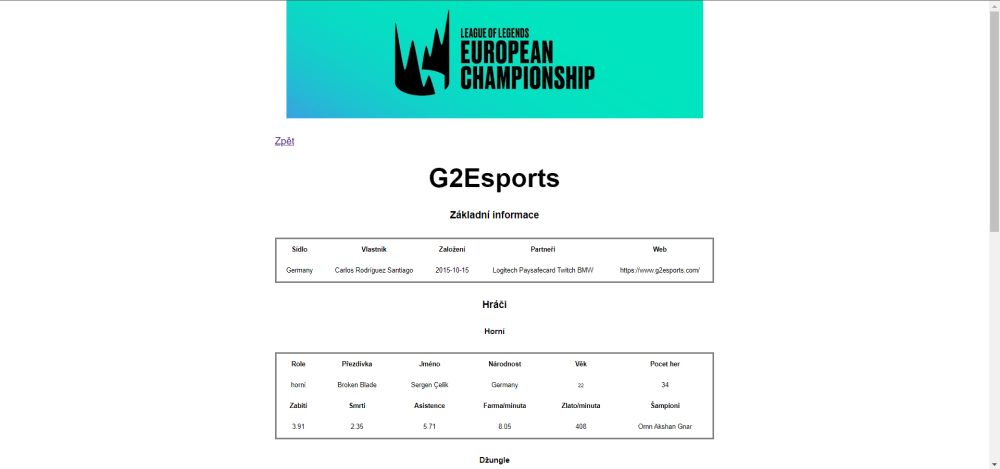 LEAGUE OF LEGENDS
EUROPEAN
CHAMPIONSHIP
Zpět
G2Esports
Základní informace
Sídlo Vlastník Založení Partneři Web
Germany Carlos Rodríguez Santiago 2015-10-15 Logitech Paysafecard Twitch BMW https://www.g2esports.com/
Hráči
Horní
Role Přezdívka Jméno Národnost Věk Pocet her
horní Broken Blade Sergen Çelik Germany 22 34
Zabití Smrti Asistence Farma/minuta Zlato/minuta Šampioni
3.91 2.35 5.71 8.05 408 Ornn Akshan Gnar
Džungle